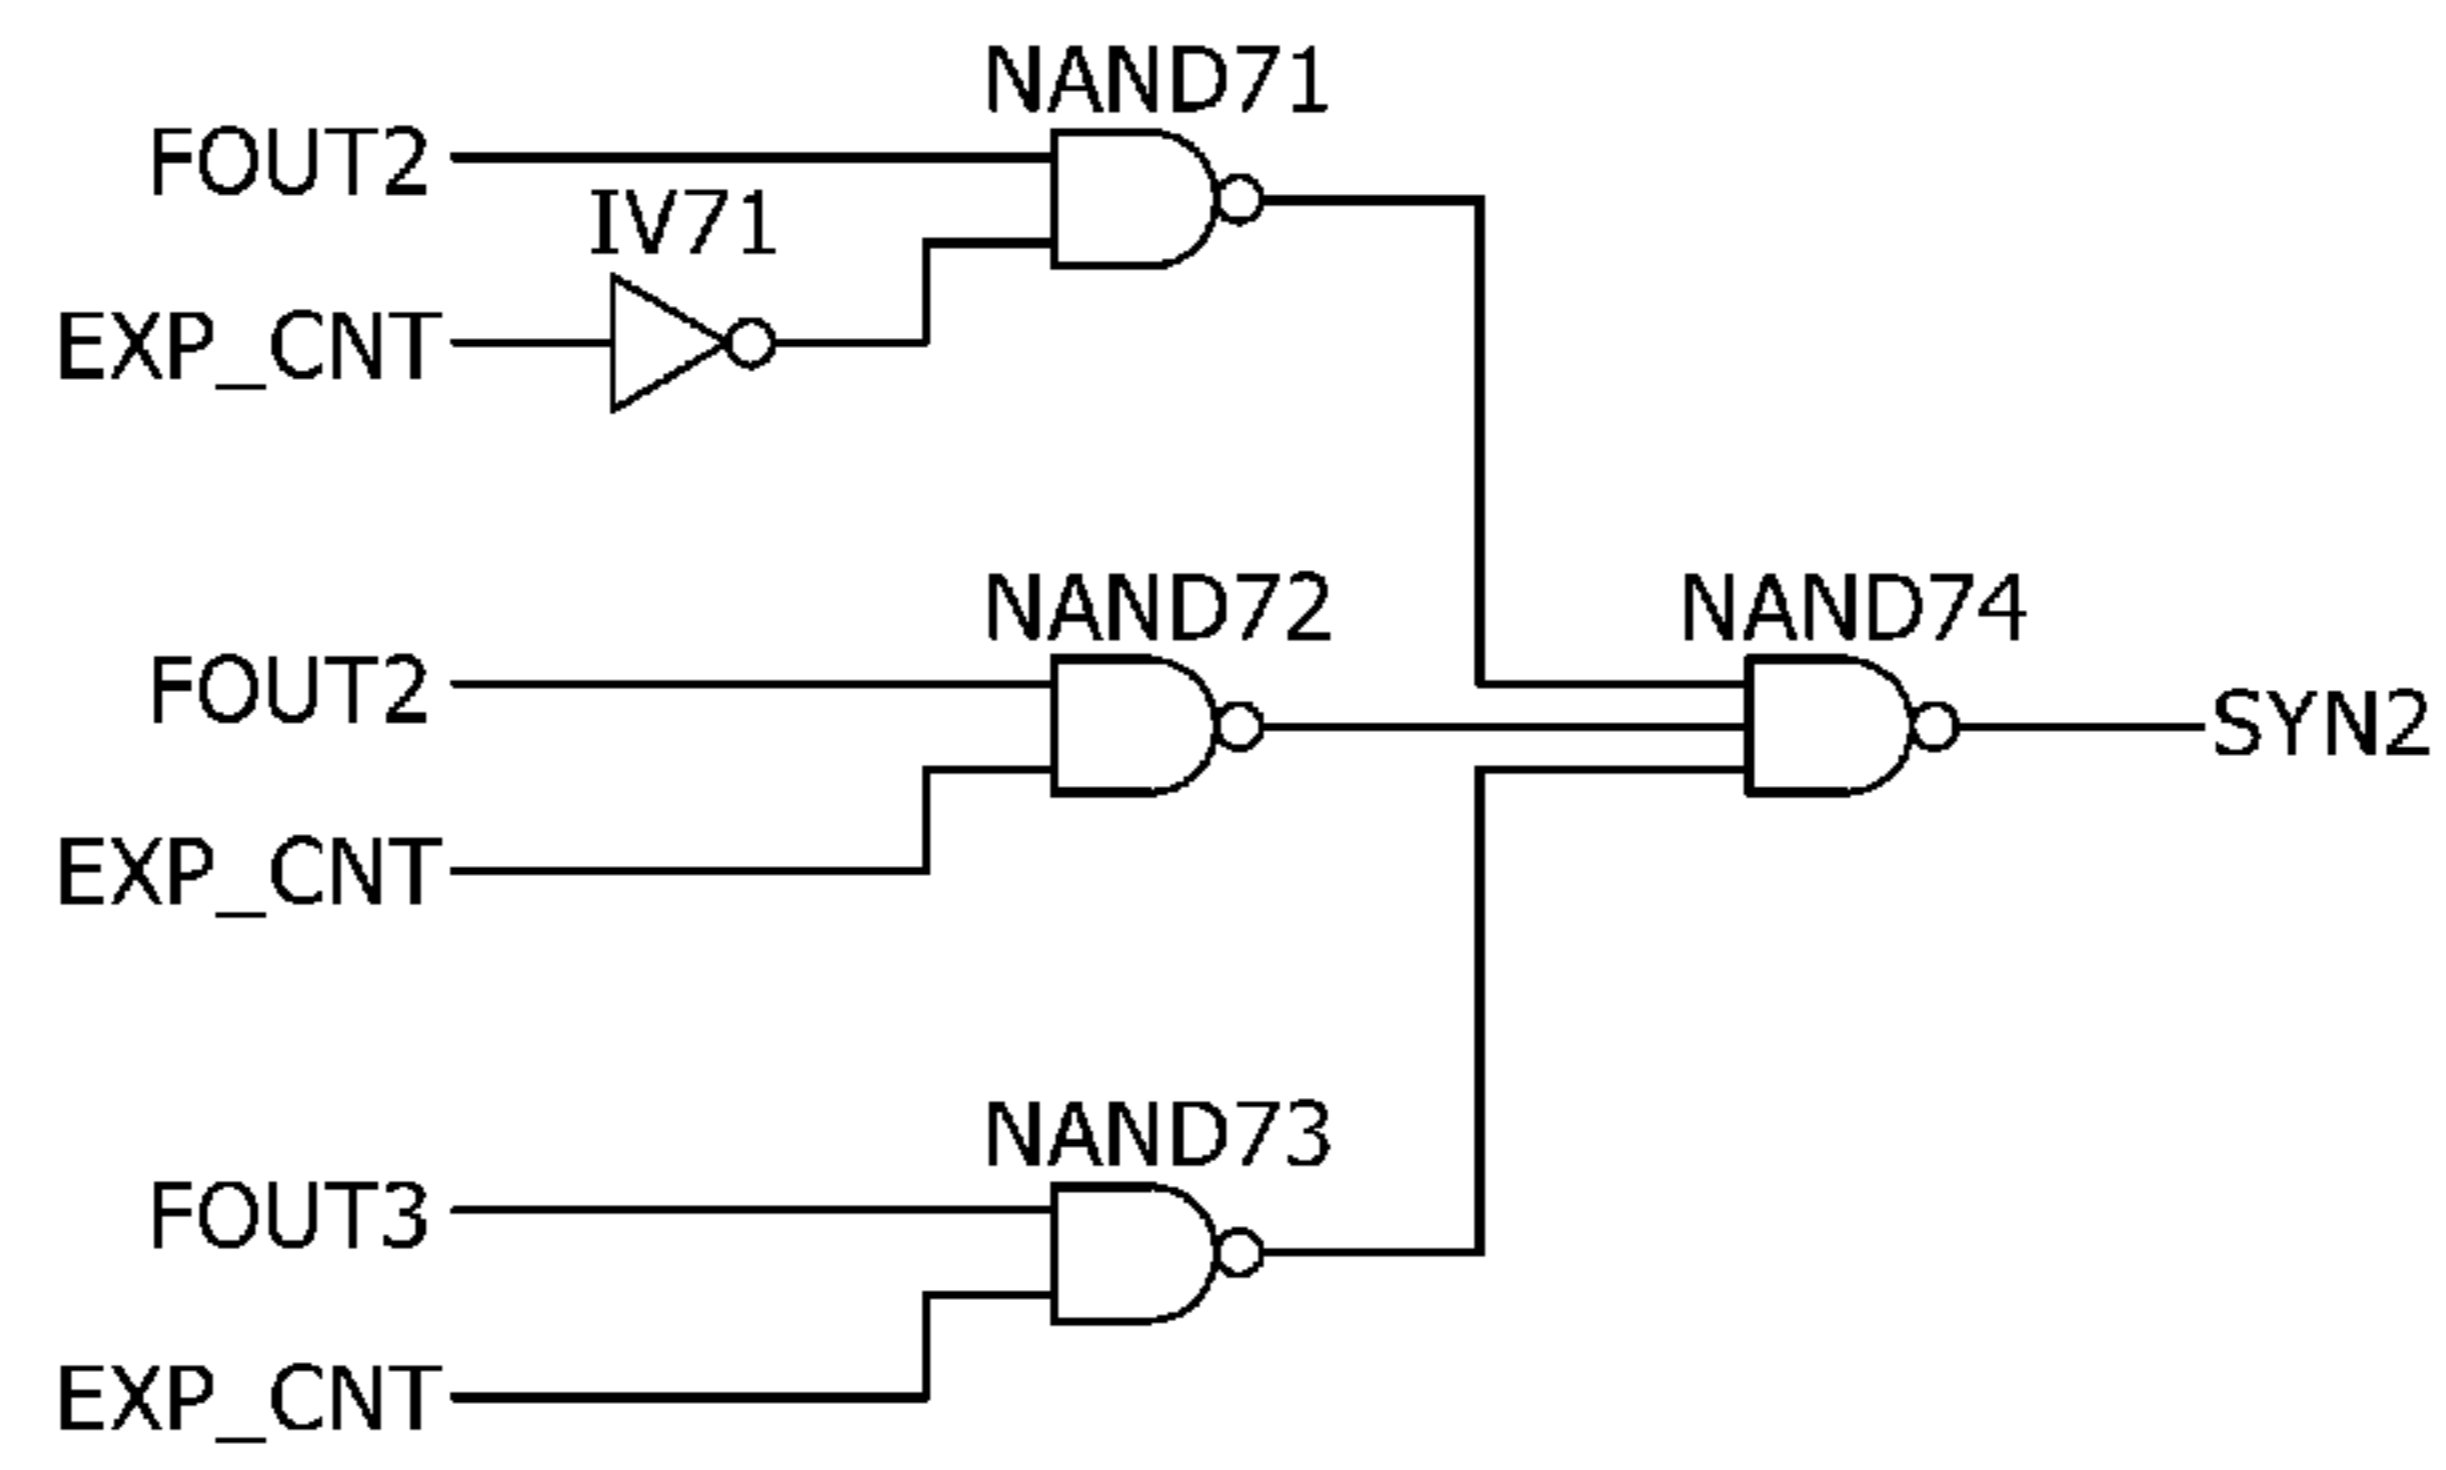 NAND71
FOUT2
IV71
EXP_CNT
NAND72
NAND74
FOUT2
SYN2
EXP_CNT
NAND73
FOUT3
EXP_CNT